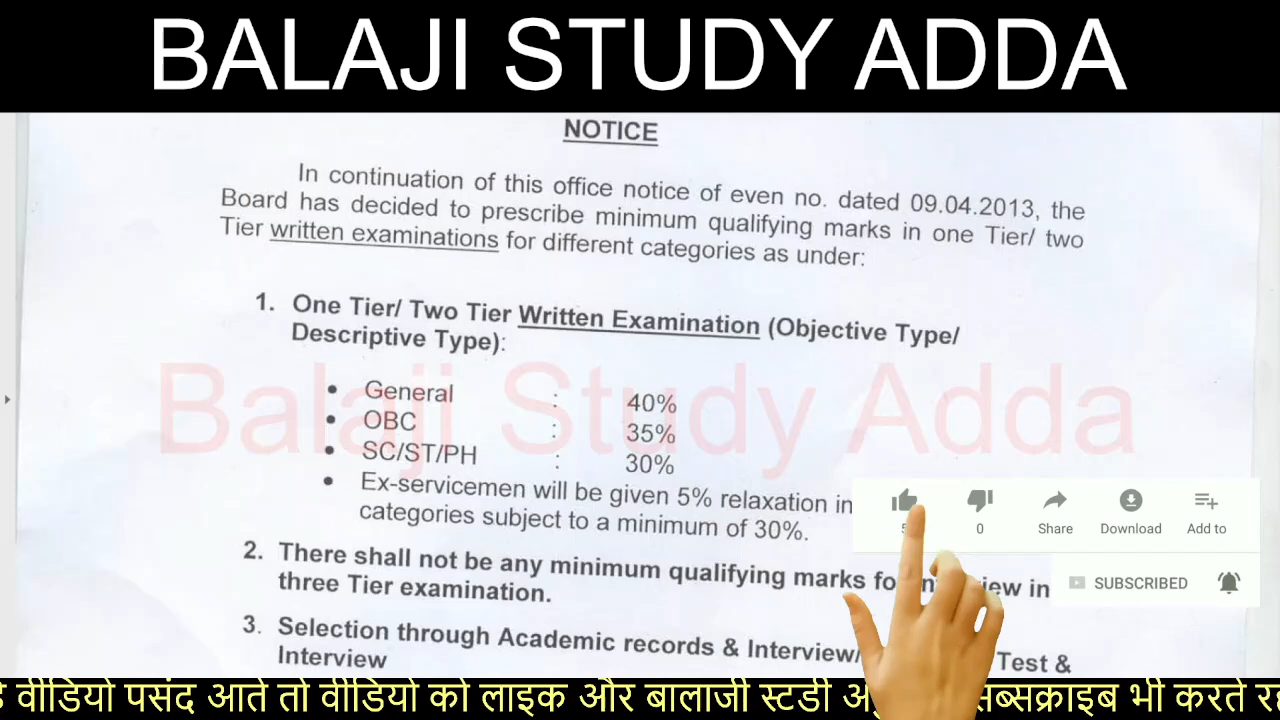 BALAJI STUDY ADDA
NOTICE
In continuation of this office notice of even no. dated 09.04.2013, the
Board has decided to prescribe minimum qualifying marks in one Tier/ two
Tier written examinations for different categories as under:
1. One Tier/ Two Tier Written Examination (Objective Type/
Descriptive Type):
Balaji Study Adda
• General : 40%
• OBC : 35%
• SC/ST/PH : 30%
• Ex-servicemen will be given 5% relaxation in
categories subject to a minimum of 30%.
0 Share Download Add to
SUBSCRIBED
2. There shall not be any minimum qualifying marks in
three Tier examination.
3. Selection through Academic records & Interview/ Test &
Interview
वीडियो पसंद आते तो वीडियो को लाइक और बालाजी स्टडी सब्सक्राइब भी करते